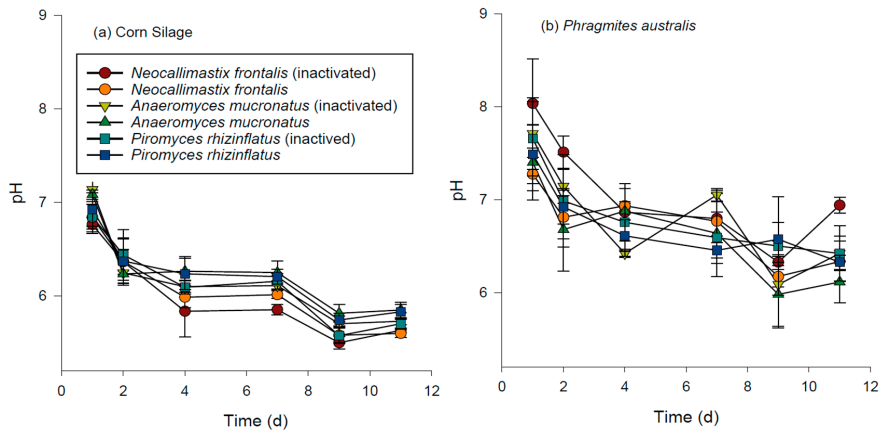 (a) Corn Silage
Neocallimastix frontalis (inactivated)
Neocallimastix frontalis
Anaeromyces mucronatus (inactivated)
Anaeromyces mucronatus
Piromyces rhizinflatus (inactived)
Piromyces rhizinflatus
pH
9
8
7
6
0 2 4 6 8 10 12
Time (d)
(b) Phragmites australis
pH
9
8
7
6
0 2 4 6 8 10 12
Time (d)